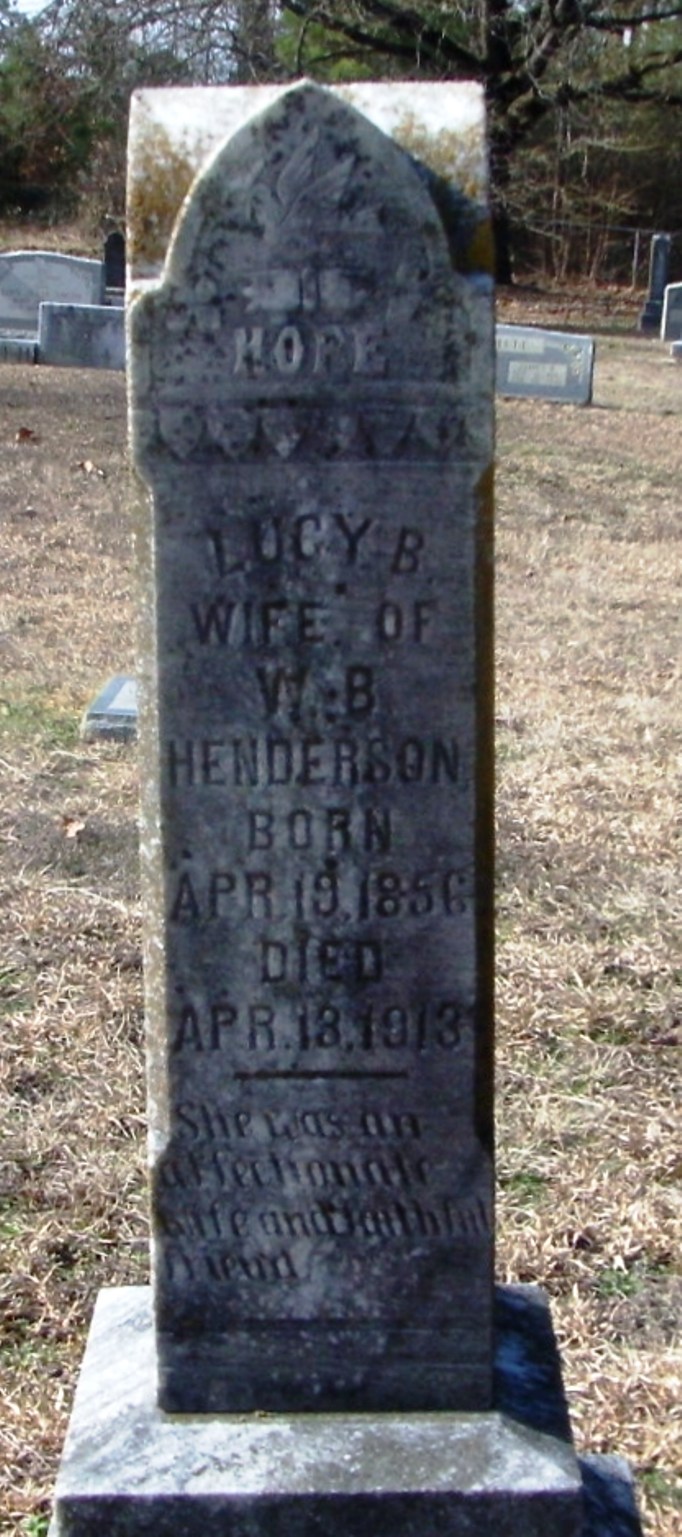 HOPE
LUCY B.
WIFE OF
W. B.
HENDERSON
BORN
APR. 19, 1856
DIED
APR. 13, 1913
She was an
affectionate
wife and faithful
friend